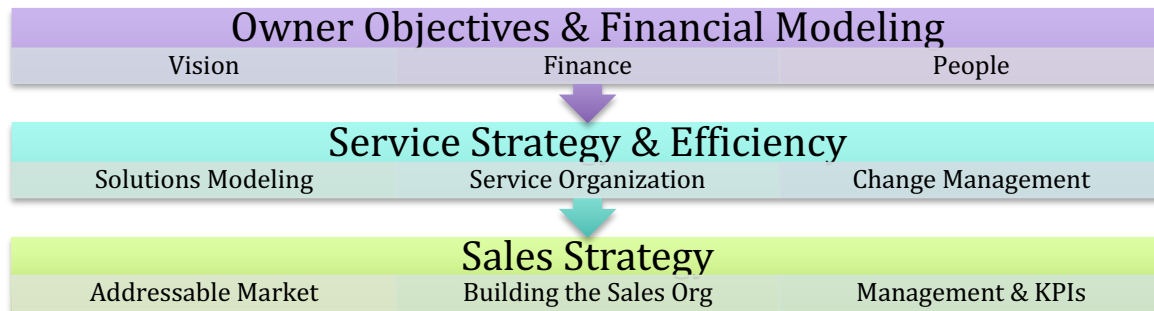 Owner Objectives & Financial Modeling
Vision Finance People
Service Strategy & Efficiency
Solutions Modeling Service Organization Change Management
Sales Strategy
Addressable Market Building the Sales Org Management & KPIs